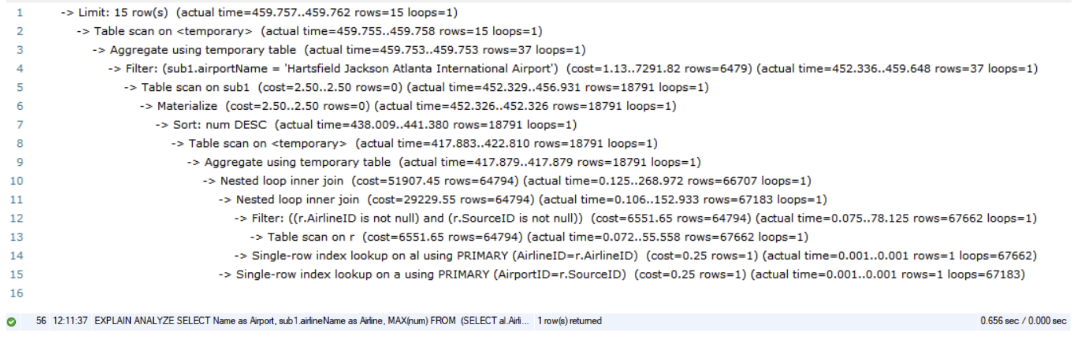 1 -> Limit: 15 row(s) (actual time=459.757..459.762 rows=15 loops=1)
2 -> Table scan on <temporary> (actual time=459.755..459.758 rows=15 loops=1)
3 -> Aggregate using temporary table (actual time=459.753..459.753 rows=37 loops=1)
4 -> Filter: (sub1.airportName = 'Hartsfield Jackson Atlanta International Airport') (cost=1.13..7291.82 rows=6479) (actual time=452.336..459.648 rows=37 loops=1)
5 -> Table scan on sub1 (cost=2.50..2.50 rows=0) (actual time=452.329..456.931 rows=18791 loops=1)
6 -> Materialize (cost=2.50..2.50 rows=0) (actual time=452.326..452.326 rows=18791 loops=1)
7 -> Sort: num DESC (actual time=438.009..441.380 rows=18791 loops=1)
8 -> Table scan on <temporary> (actual time=417.883..422.810 rows=18791 loops=1)
9 -> Aggregate using temporary table (actual time=417.879..417.879 rows=18791 loops=1)
10 -> Nested loop inner join (cost=51907.45 rows=64794) (actual time=0.125..268.972 rows=66707 loops=1)
11 -> Nested loop inner join (cost=29229.55 rows=64794) (actual time=0.106..152.933 rows=67183 loops=1)
12 -> Filter: ((r.AirlineID is not null) and (r.SourceID is not null)) (cost=6551.65 rows=64794) (actual time=0.075..78.125 rows=67662 loops=1)
13 -> Table scan on r (cost=6551.65 rows=64794) (actual time=0.072..55.558 rows=67662 loops=1)
14 -> Single-row index lookup on al using PRIMARY (AirlineID=r.AirlineID) (cost=0.25 rows=1) (actual time=0.001..0.001 rows=1 loops=67662)
15 -> Single-row index lookup on a using PRIMARY (AirportID=r.SourceID) (cost=0.25 rows=1) (actual time=0.001..0.001 rows=1 loops=67183)
16
56 12:11:37 EXPLAIN ANALYZE SELECT Name as Airport, sub1.airlineName as Airline, MAX(num) FROM (SELECT al.Airli... 1 row(s) returned 0.656 sec / 0.000 sec